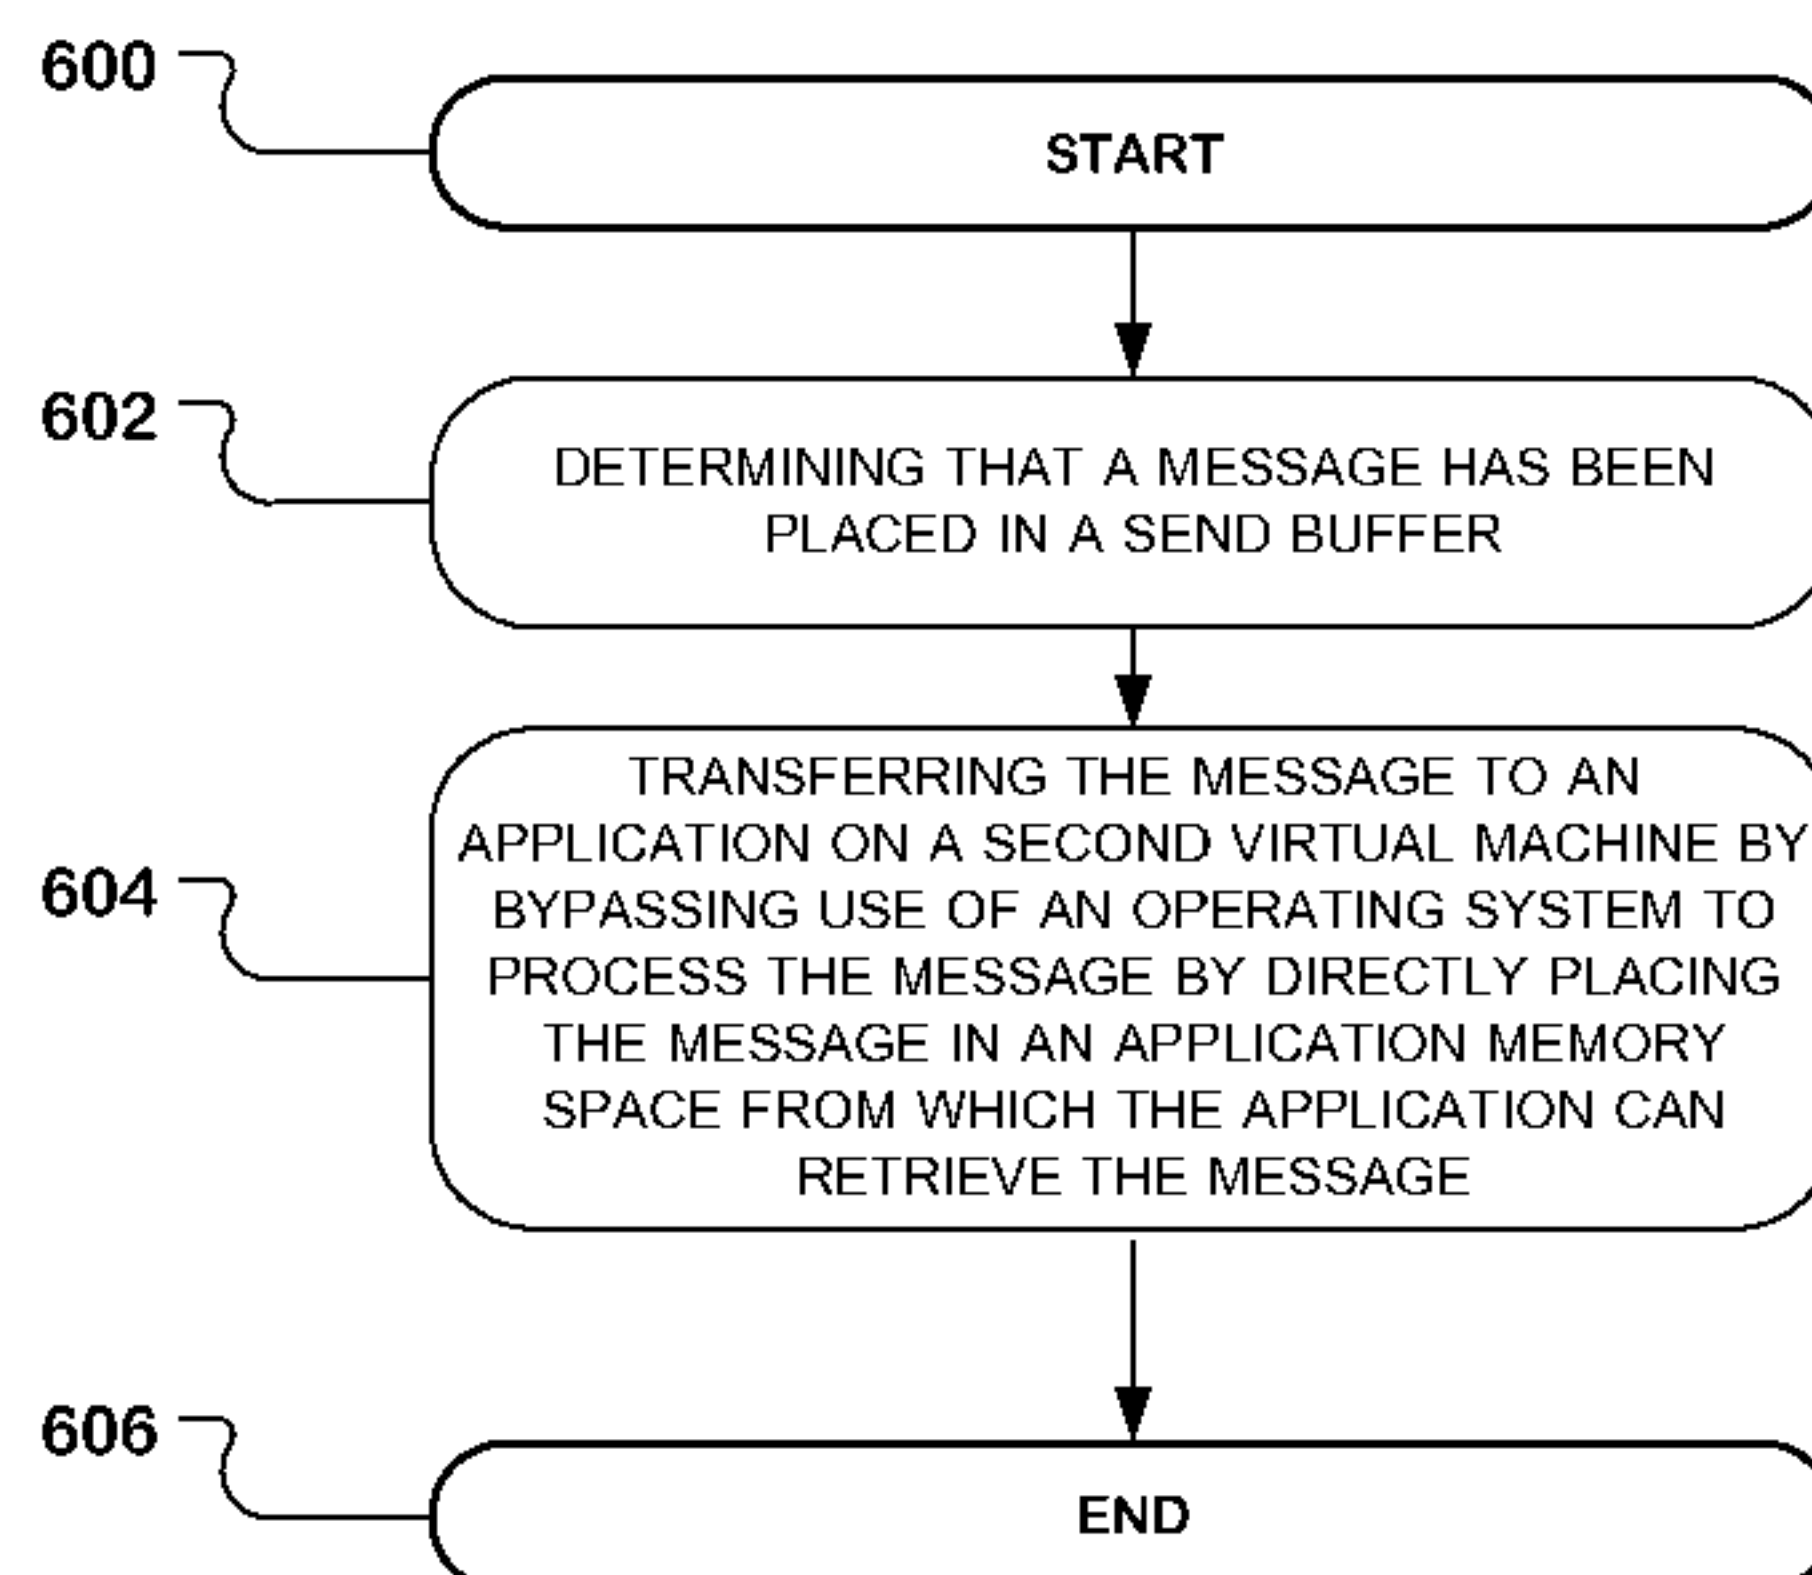 600
START
602
DETERMINING THAT A MESSAGE HAS BEEN
PLACED IN A SEND BUFFER
TRANSFERRING THE MESSAGE TO AN
APPLICATION ON A SECOND VIRTUAL MACHINE BY
604
BYPASSING USE OF AN OPERATING SYSTEM TO
PROCESS THE MESSAGE BY DIRECTLY PLACING
THE MESSAGE IN AN APPLICATION MEMORY
SPACE FROM WHICH THE APPLICATION CAN
RETRIEVE THE MESSAGE
606
END